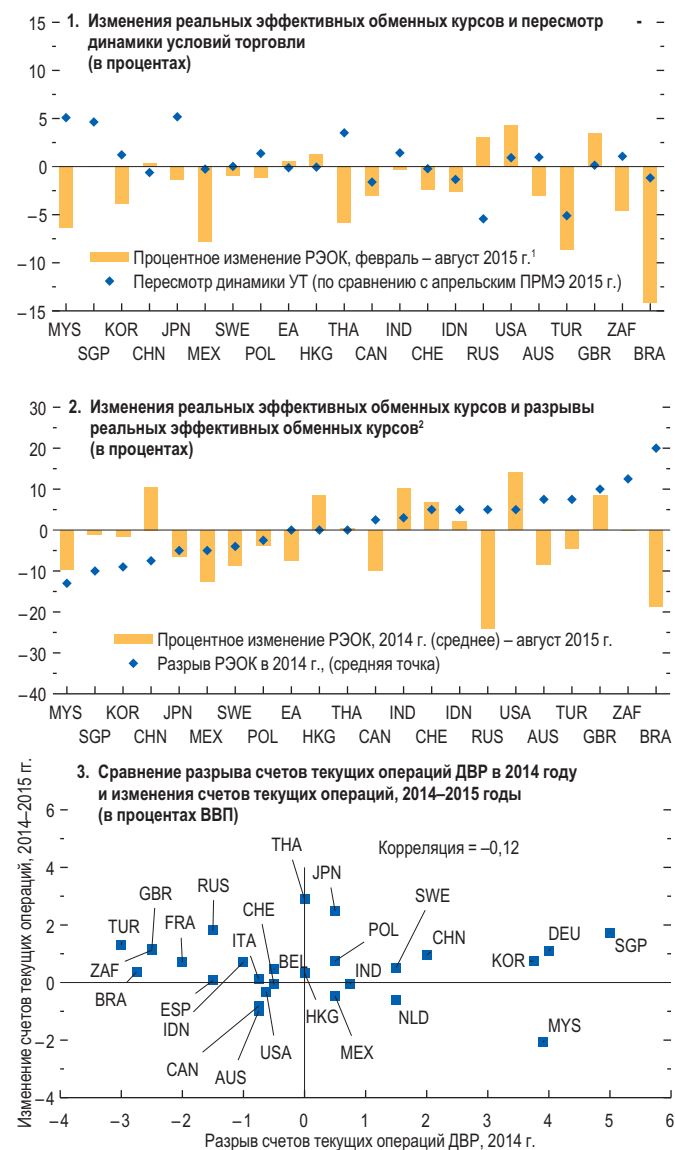 1. Изменения реальных эффективных обменных курсов и пересмотр
динамики условий торговли
(в процентах)
15
10
5
0
–5
–10
–15
Процентное изменение РЭОК, февраль – август 2015 г.¹
Пересмотр динамики УТ (по сравнению с апрельским ПРМЭ 2015 г.)
MYS KOR JPN SWE EA THA IND IDN USA TUR ZAF
SGP CHN MEX POL HKG CAN CHE RUS AUS GBR BRA
2. Изменения реальных эффективных обменных курсов и разрывы
реальных эффективных обменных курсов²
(в процентах)
30
20
10
0
–10
–20
–30
–40
Процентное изменение РЭОК, 2014 г. (среднее) – август 2015 г.
Разрыв РЭОК в 2014 г., (средняя точка)
MYS KOR JPN SWE EA THA IND IDN USA TUR ZAF
SGP CHN MEX POL HKG CAN CHE RUS AUS GBR BRA
3. Сравнение разрыва счетов текущих операций ДВР в 2014 году
и изменения счетов текущих операций, 2014–2015 годы
(в процентах ВВП)
Изменение счетов текущих операций, 2014–2015 гг.
6
4
2
0
–2
–4
Корреляция = –0,12
THA
JPN
GBR
RUS
SWE
TUR
FRA
CHE
POL
CHN
DEU
SGP
ITA
ZAF
BEL
IND
KOR
BRA
ESP
IDN
HKG
NLD
MYS
CAN
USA
MEX
AUS
–4 –3 –2 –1 0 1 2 3 4 5 6
Разрыв счетов текущих операций ДВР, 2014 г.